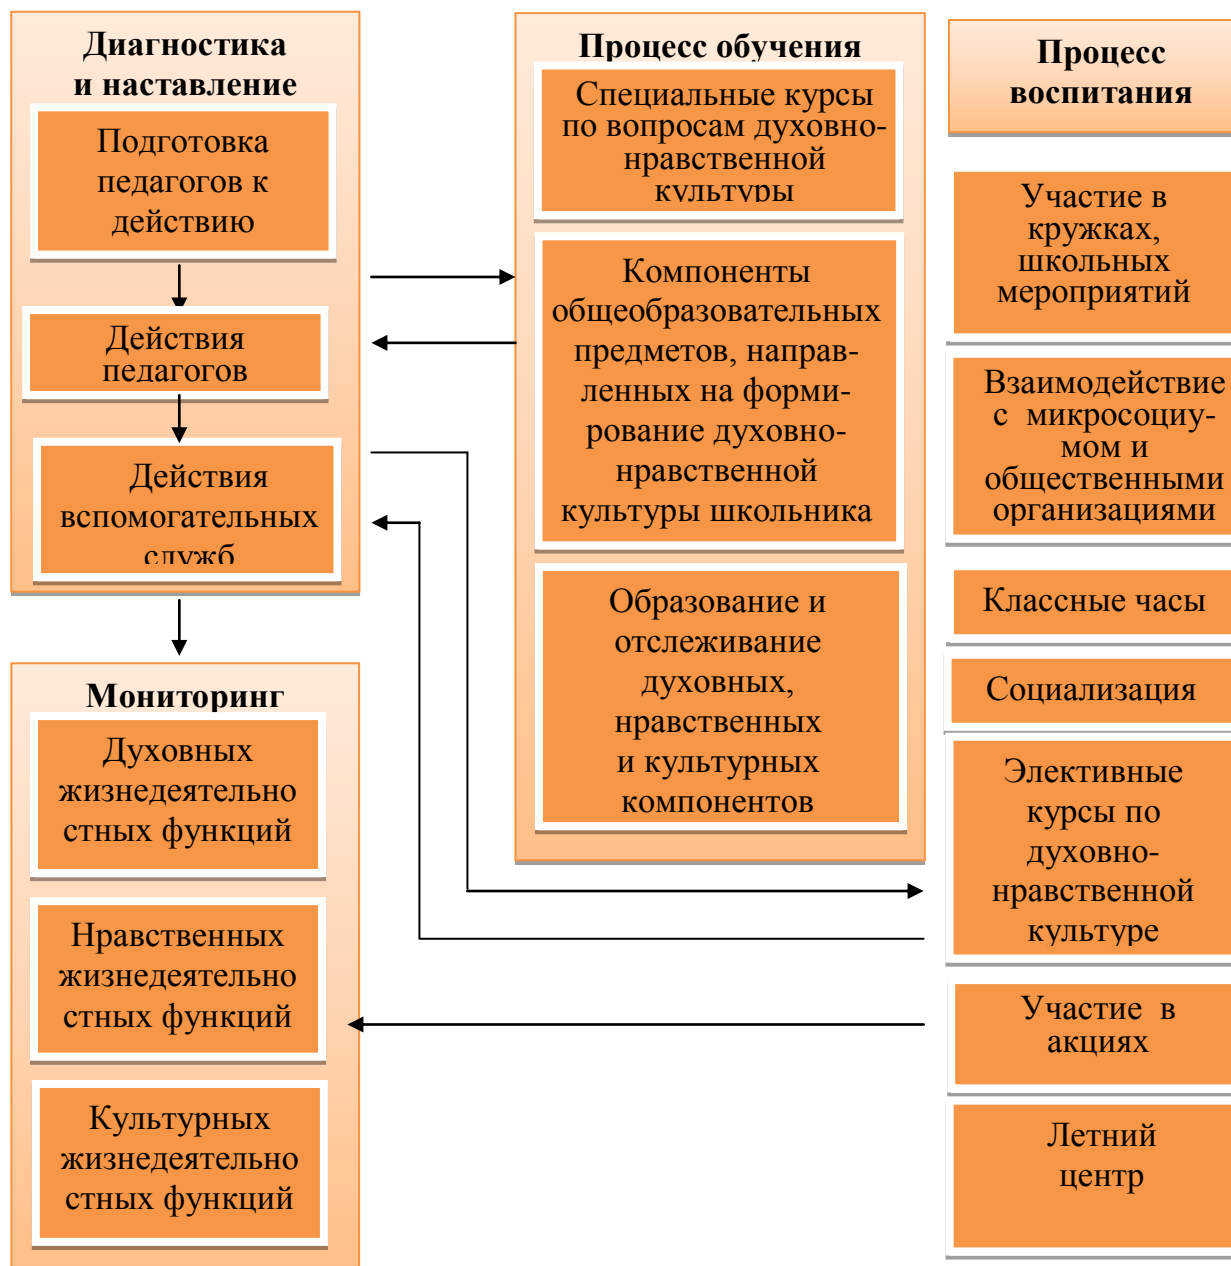 Диагностика
и наставление
Подготовка
педагогов к
действию
Действия
педагогов
Действия
вспомогательных
служб
Мониторинг
Духовных
жизнедеятельно
стных функций
Нравственных
жизнедеятельно
стных функций
Культурных
жизнедеятельно
стных функций
Процесс обучения
Специальные курсы
по вопросам духовно-
нравственной
культуры
Компоненты
общеобразовательных
предметов, направ-
ленных на форми-
рование духовно-
нравственной
культуры школьника
Образование и
отслеживание
духовных,
нравственных
и культурных
компонентов
Процесс
воспитания
Участие в
кружках,
школьных
мероприятий
Взаимодействие
с микросоциу-
мом и
общественными
организациями
Классные часы
Социализация
Элективные
курсы по
духовно-
нравственной
культуре
Участие в
акциях
Летний
центр